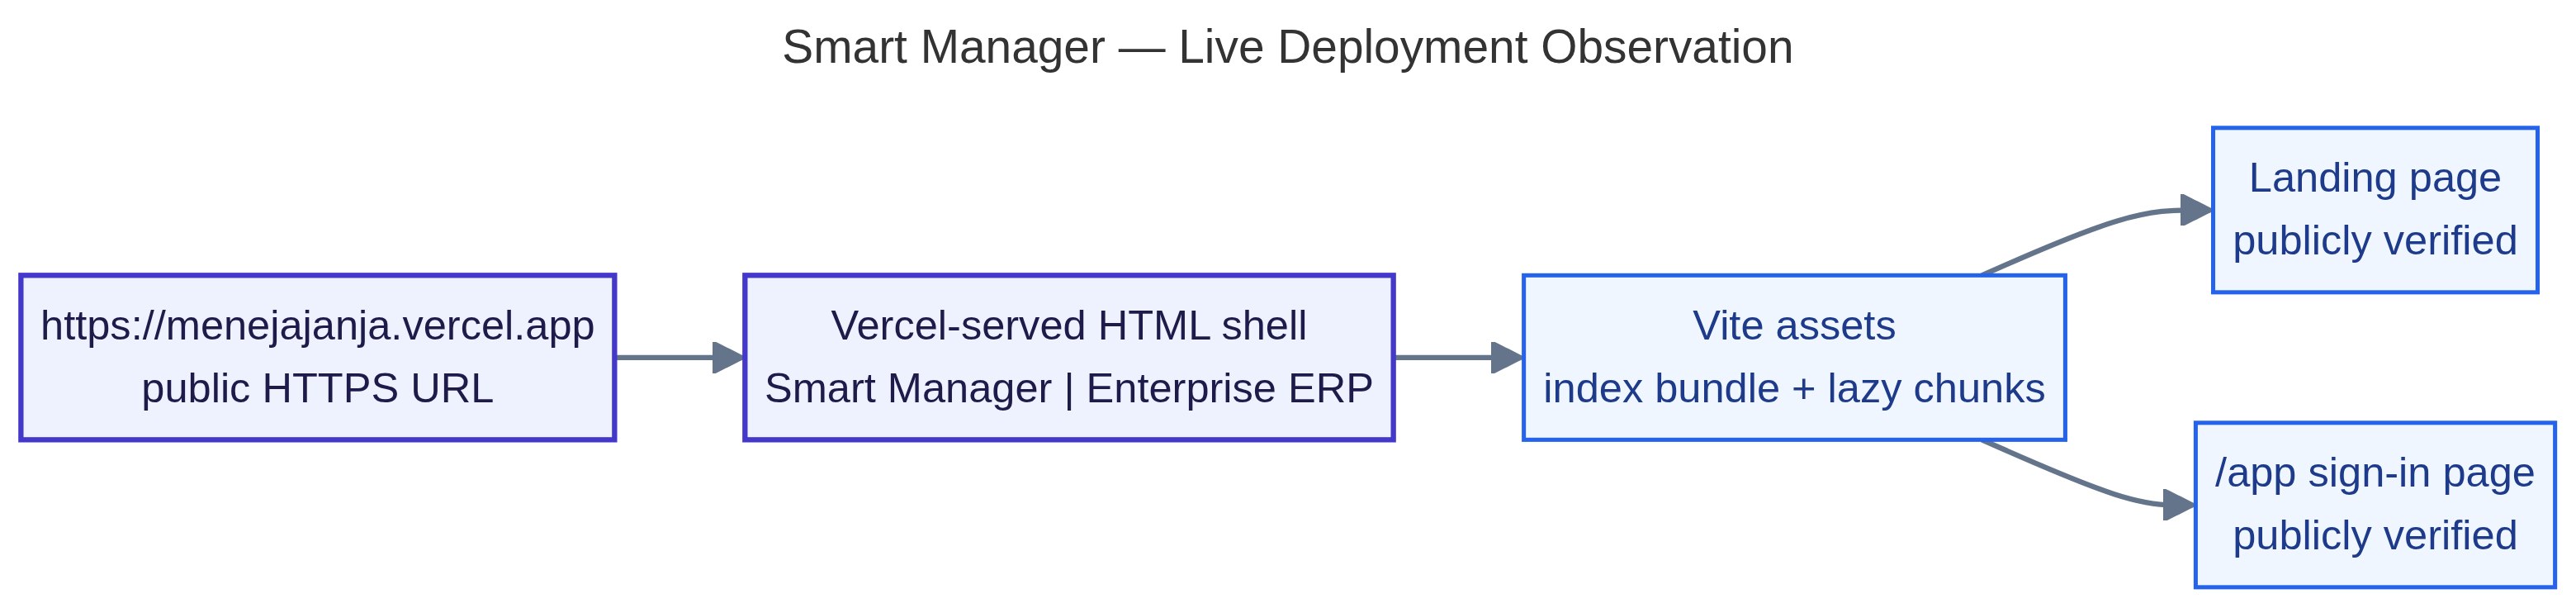 Smart Manager — Live Deployment Observation
https://menejajanja.vercel.app
public HTTPS URL
Vercel-served HTML shell
Smart Manager | Enterprise ERP
Vite assets
index bundle + lazy chunks
Landing page
publicly verified
/app sign-in page
publicly verified